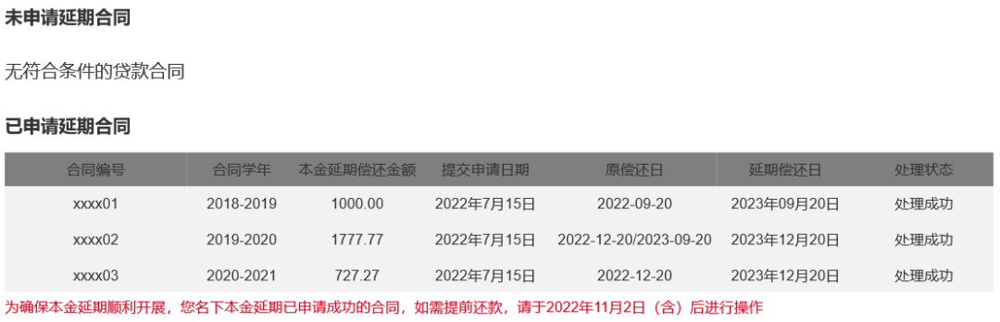 未申请延期合同
无符合条件的贷款合同
已申请延期合同
合同编号 合同学年 本金延期偿还金额 提交申请日期 原偿还日 延期偿还日 处理状态
xxxx01 2018-2019 1000.00 2022年7月15日 2022-09-20 2023年09月20日 处理成功
xxxx02 2019-2020 1777.77 2022年7月15日 2022-12-20/2023-09-20 2023年12月20日 处理成功
xxxx03 2020-2021 727.27 2022年7月15日 2022-12-20 2023年12月20日 处理成功
为确保本金延期顺利开展，您名下本金延期已申请成功的合同，如需提前还款，请于2022年11月2日（含）后进行操作